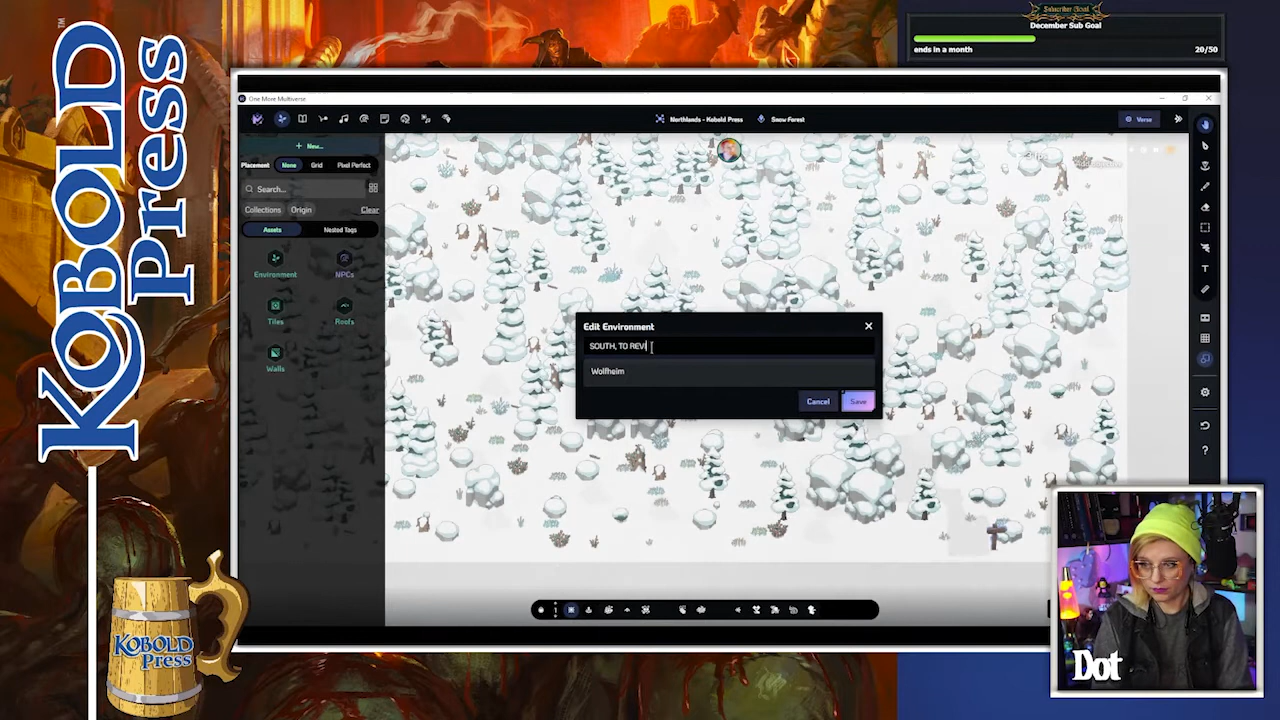 KOBOLD
Press
™
KOBOLD
Press
Subscriber Goal
December Sub Goal
ends in a month
20/50
One More Multiverse
Northlands - Kobold Press
Snow Forest
Verse
+ New...
Placement
None
Grid
Pixel Perfect
Search...
Collections
Origin
Clear
Assets
Nested Tags
Environment
NPCs
Tiles
Roofs
Walls
Edit Environment
SOUTH, TO REVI
Wolfheim
Cancel
Save
T
?
Dot